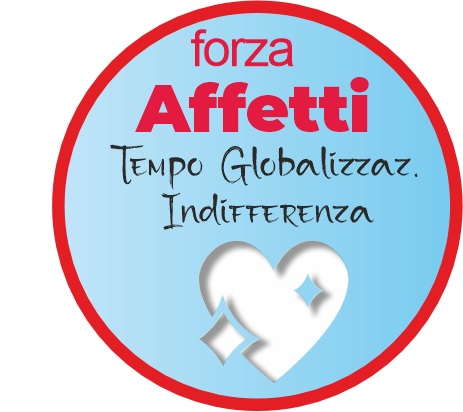 forza
Affetti
Tempo Globalizzaz.
Indifferenza